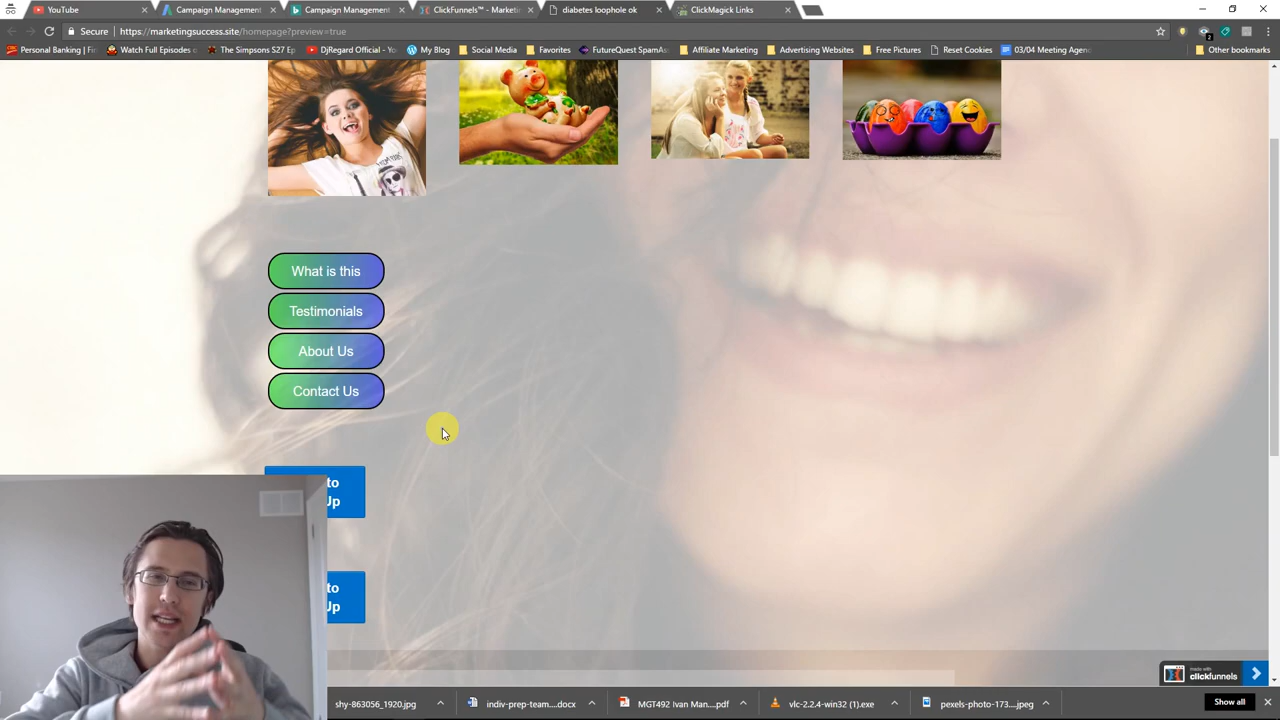 YouTube
Campaign Management
Campaign Management
ClickFunnels™ - Marketin
diabetes loophole ok
ClickMagick Links
Secure
https://marketingsuccess.site/homepage?preview=true
Personal Banking | Fin
Watch Full Episodes o
The Simpsons S27 Ep
DjRegard Official - Yo
My Blog
Social Media
Favorites
FutureQuest SpamAs
Affiliate Marketing
Advertising Websites
Free Pictures
Reset Cookies
03/04 Meeting Agen
Other bookmarks
What is this
Testimonials
About Us
Contact Us
to
Up
to
Up
made with
clickfunnels
shy-863056_1920.jpg
indiv-prep-team....docx
MGT492 Ivan Man....pdf
vlc-2.2.4-win32 (1).exe
pexels-photo-173....jpeg
Show all